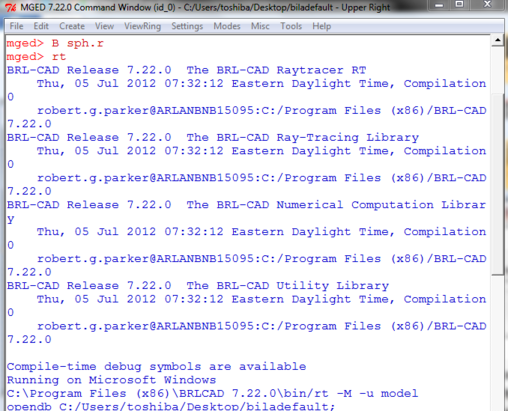 MGED 7.22.0 Command Window (id_0) - C:/Users/toshiba/Desktop/biladefault - Upper Right
File Edit Create View ViewRing Settings Modes Misc Tools Help
mged> B sph.r
mged> rt
BRL-CAD Release 7.22.0  The BRL-CAD Raytracer RT
    Thu, 05 Jul 2012 07:32:12 Eastern Daylight Time, Compilation
0
    robert.g.parker@ARLANBNB15095:C:/Program Files (x86)/BRL-CAD
7.22.0
BRL-CAD Release 7.22.0  The BRL-CAD Ray-Tracing Library
    Thu, 05 Jul 2012 07:32:12 Eastern Daylight Time, Compilation
0
    robert.g.parker@ARLANBNB15095:C:/Program Files (x86)/BRL-CAD
7.22.0
BRL-CAD Release 7.22.0  The BRL-CAD Numerical Computation Librar
y
    Thu, 05 Jul 2012 07:32:12 Eastern Daylight Time, Compilation
0
    robert.g.parker@ARLANBNB15095:C:/Program Files (x86)/BRL-CAD
7.22.0
BRL-CAD Release 7.22.0  The BRL-CAD Utility Library
    Thu, 05 Jul 2012 07:32:12 Eastern Daylight Time, Compilation
0
    robert.g.parker@ARLANBNB15095:C:/Program Files (x86)/BRL-CAD
7.22.0
Compile-time debug symbols are available
Running on Microsoft Windows
C:\Program Files (x86)\BRLCAD 7.22.0\bin/rt -M -u model
opendb C:/Users/toshiba/Desktop/biladefault;